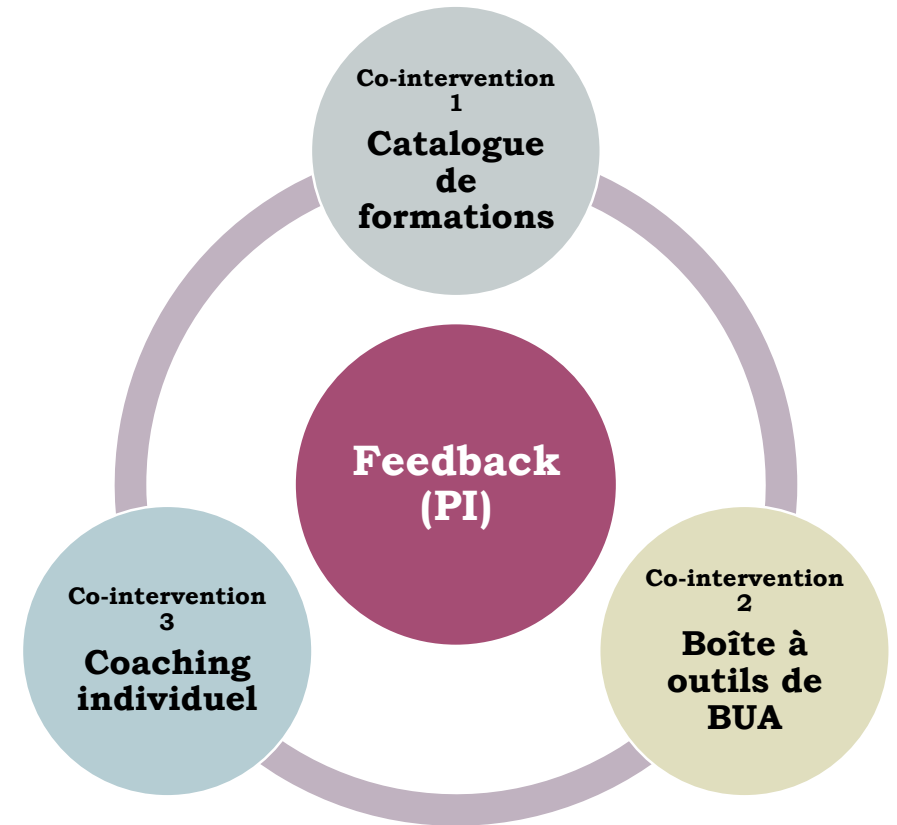 Co-intervention
1
Catalogue
de
formations
Feedback
(PI)
Co-intervention
3
Coaching
individuel
Co-intervention
2
Boîte à
outils de
BUA